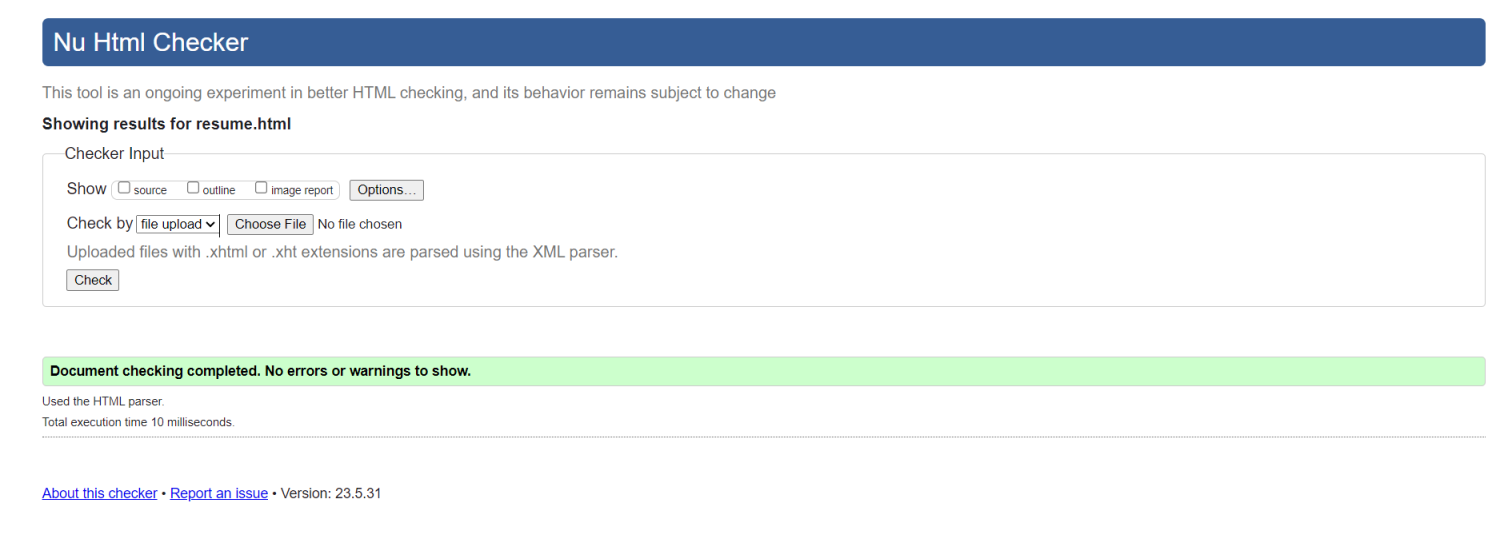 Nu Html Checker
This tool is an ongoing experiment in better HTML checking, and its behavior remains subject to change
Showing results for resume.html
Checker Input
Show source outline image report Options...
Check by file upload Choose File No file chosen
Uploaded files with .xhtml or .xht extensions are parsed using the XML parser.
Check
Document checking completed. No errors or warnings to show.
Used the HTML parser.
Total execution time 10 milliseconds.
About this checker • Report an issue • Version: 23.5.31